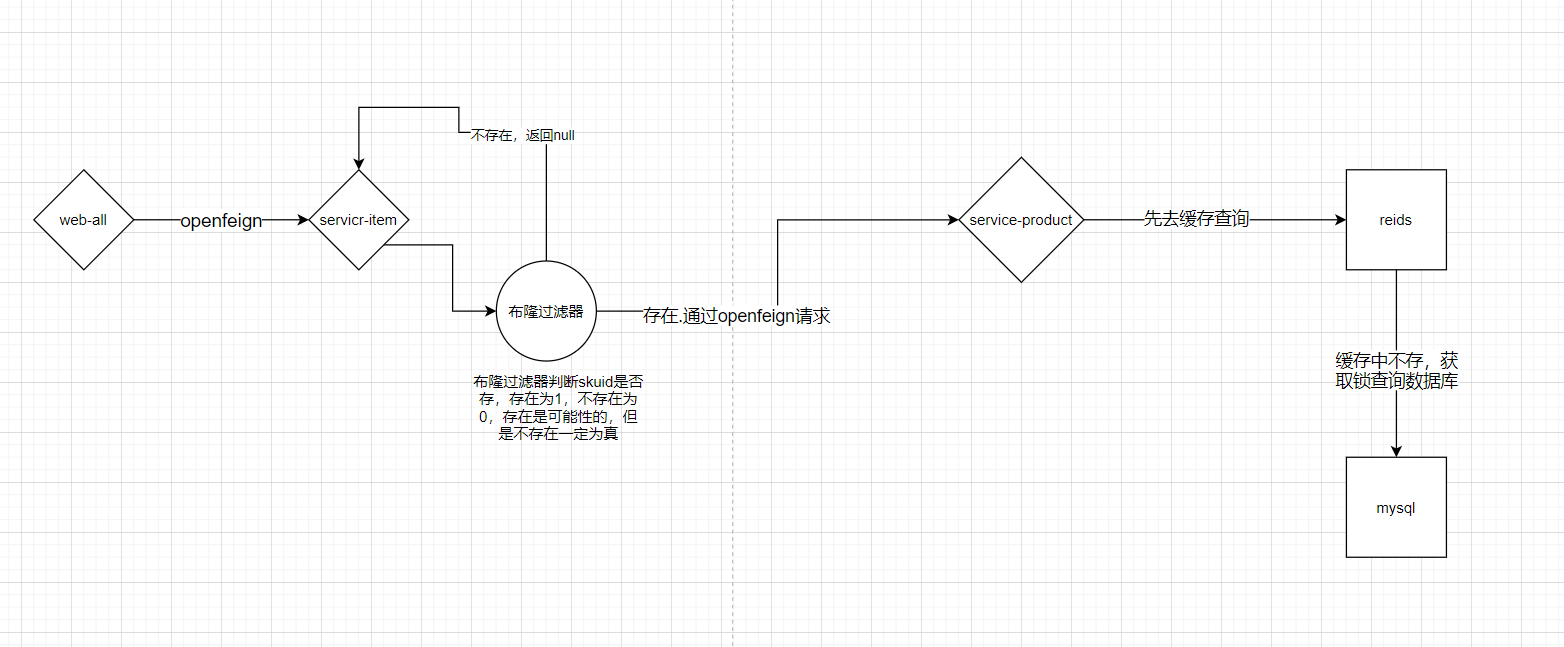 不存在，返回null
web-all
openfeign
servicr-item
service-product
先去缓存查询
reids
布隆过滤器
存在.通过openfeign请求
布隆过滤器判断skuid是否
存，存在为1，不存在为
0，存在是可能性的，但
是不存在一定为真
缓存中不存，获
取锁查询数据库
mysql